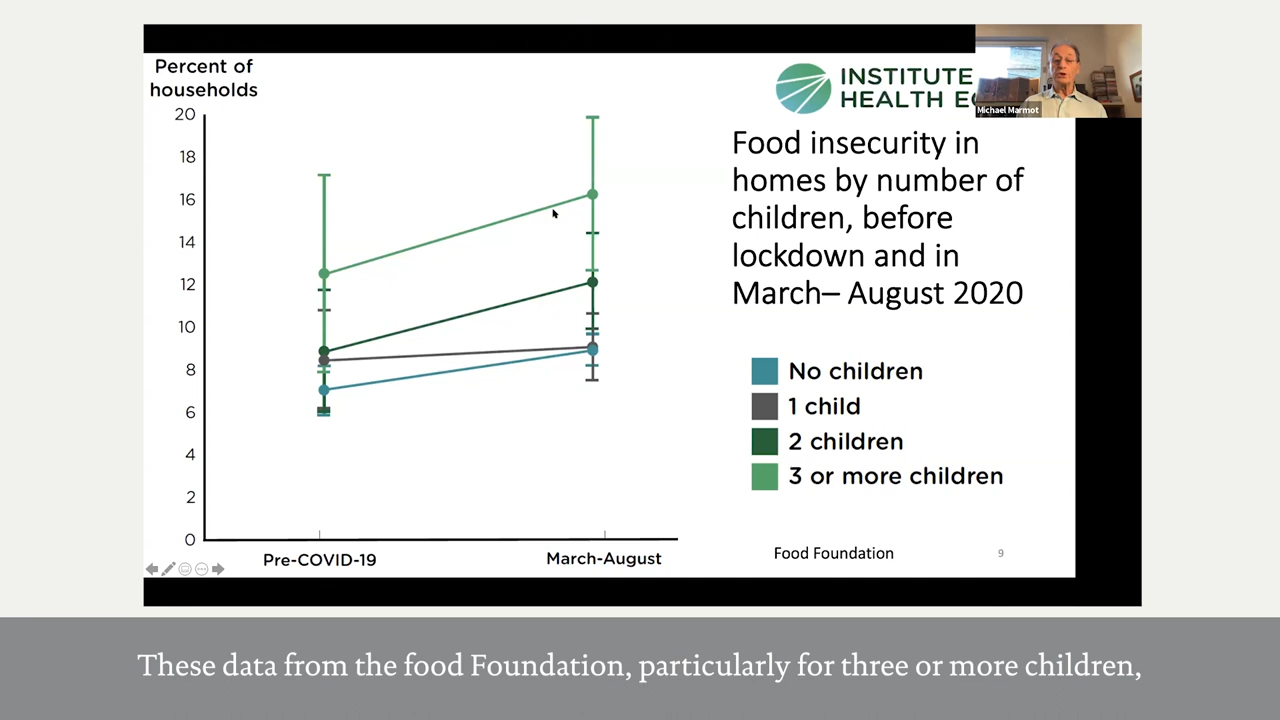 Percent of
households
20
18
16
14
12
10
8
6
4
2
0
Pre-COVID-19
March-August
INSTITUTE
HEALTH E
Michael Marmot
Food insecurity in
homes by number of
children, before
lockdown and in
March– August 2020
No children
1 child
2 children
3 or more children
Food Foundation
9
These data from the food Foundation, particularly for three or more children,